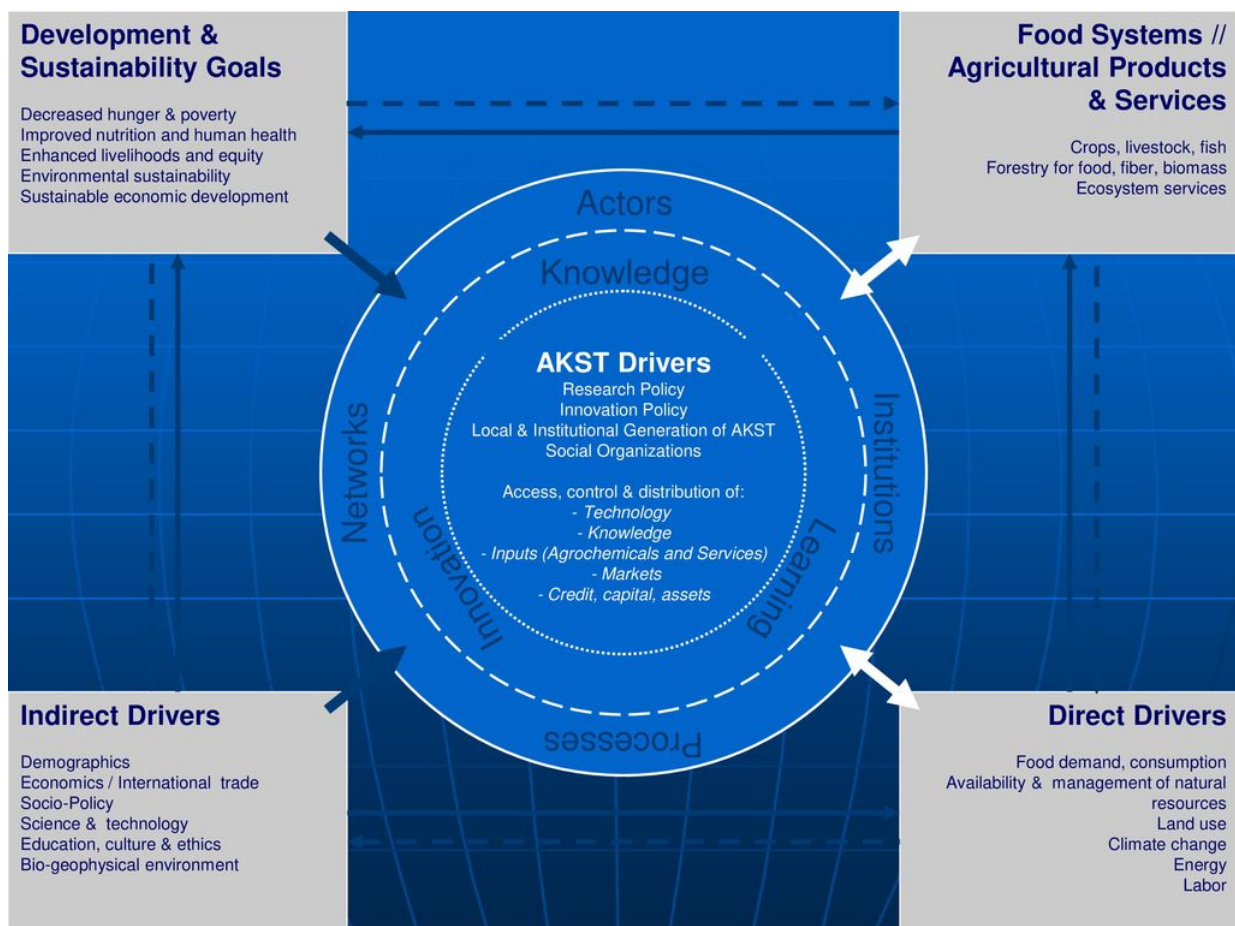 Development &
Sustainability Goals
Decreased hunger & poverty
Improved nutrition and human health
Enhanced livelihoods and equity
Environmental sustainability
Sustainable economic development
Food Systems //
Agricultural Products
& Services
Crops, livestock, fish
Forestry for food, fiber, biomass
Ecosystem services
Actors
Knowledge
AKST Drivers
Research Policy
Innovation Policy
Local & Institutional Generation of AKST
Social Organizations
Access, control & distribution of:
- Technology
- Knowledge
- Inputs (Agrochemicals and Services)
- Markets
- Credit, capital, assets
Networks
Institutions
Innovation
Learning
Processes
Indirect Drivers
Demographics
Economics / International trade
Socio-Policy
Science & technology
Education, culture & ethics
Bio-geophysical environment
Direct Drivers
Food demand, consumption
Availability & management of natural
resources
Land use
Climate change
Energy
Labor